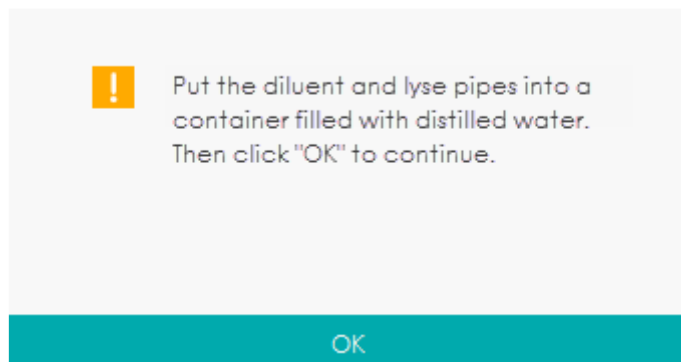 !
Put the diluent and lyse pipes into a
container filled with distilled water.
Then click "OK" to continue.
OK